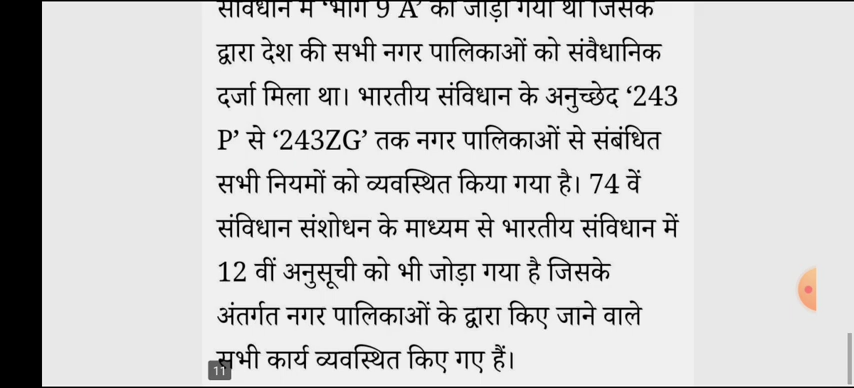 संविधान में ‘भाग 9 A’ को जोड़ा गया था जिसके
द्वारा देश की सभी नगर पालिकाओं को संवैधानिक
दर्जा मिला था। भारतीय संविधान के अनुच्छेद ‘243
P’ से ‘243ZG’ तक नगर पालिकाओं से संबंधित
सभी नियमों को व्यवस्थित किया गया है। 74 वें
संविधान संशोधन के माध्यम से भारतीय संविधान में
12 वीं अनुसूची को भी जोड़ा गया है जिसके
अंतर्गत नगर पालिकाओं के द्वारा किए जाने वाले
सभी कार्य व्यवस्थित किए गए हैं।
11